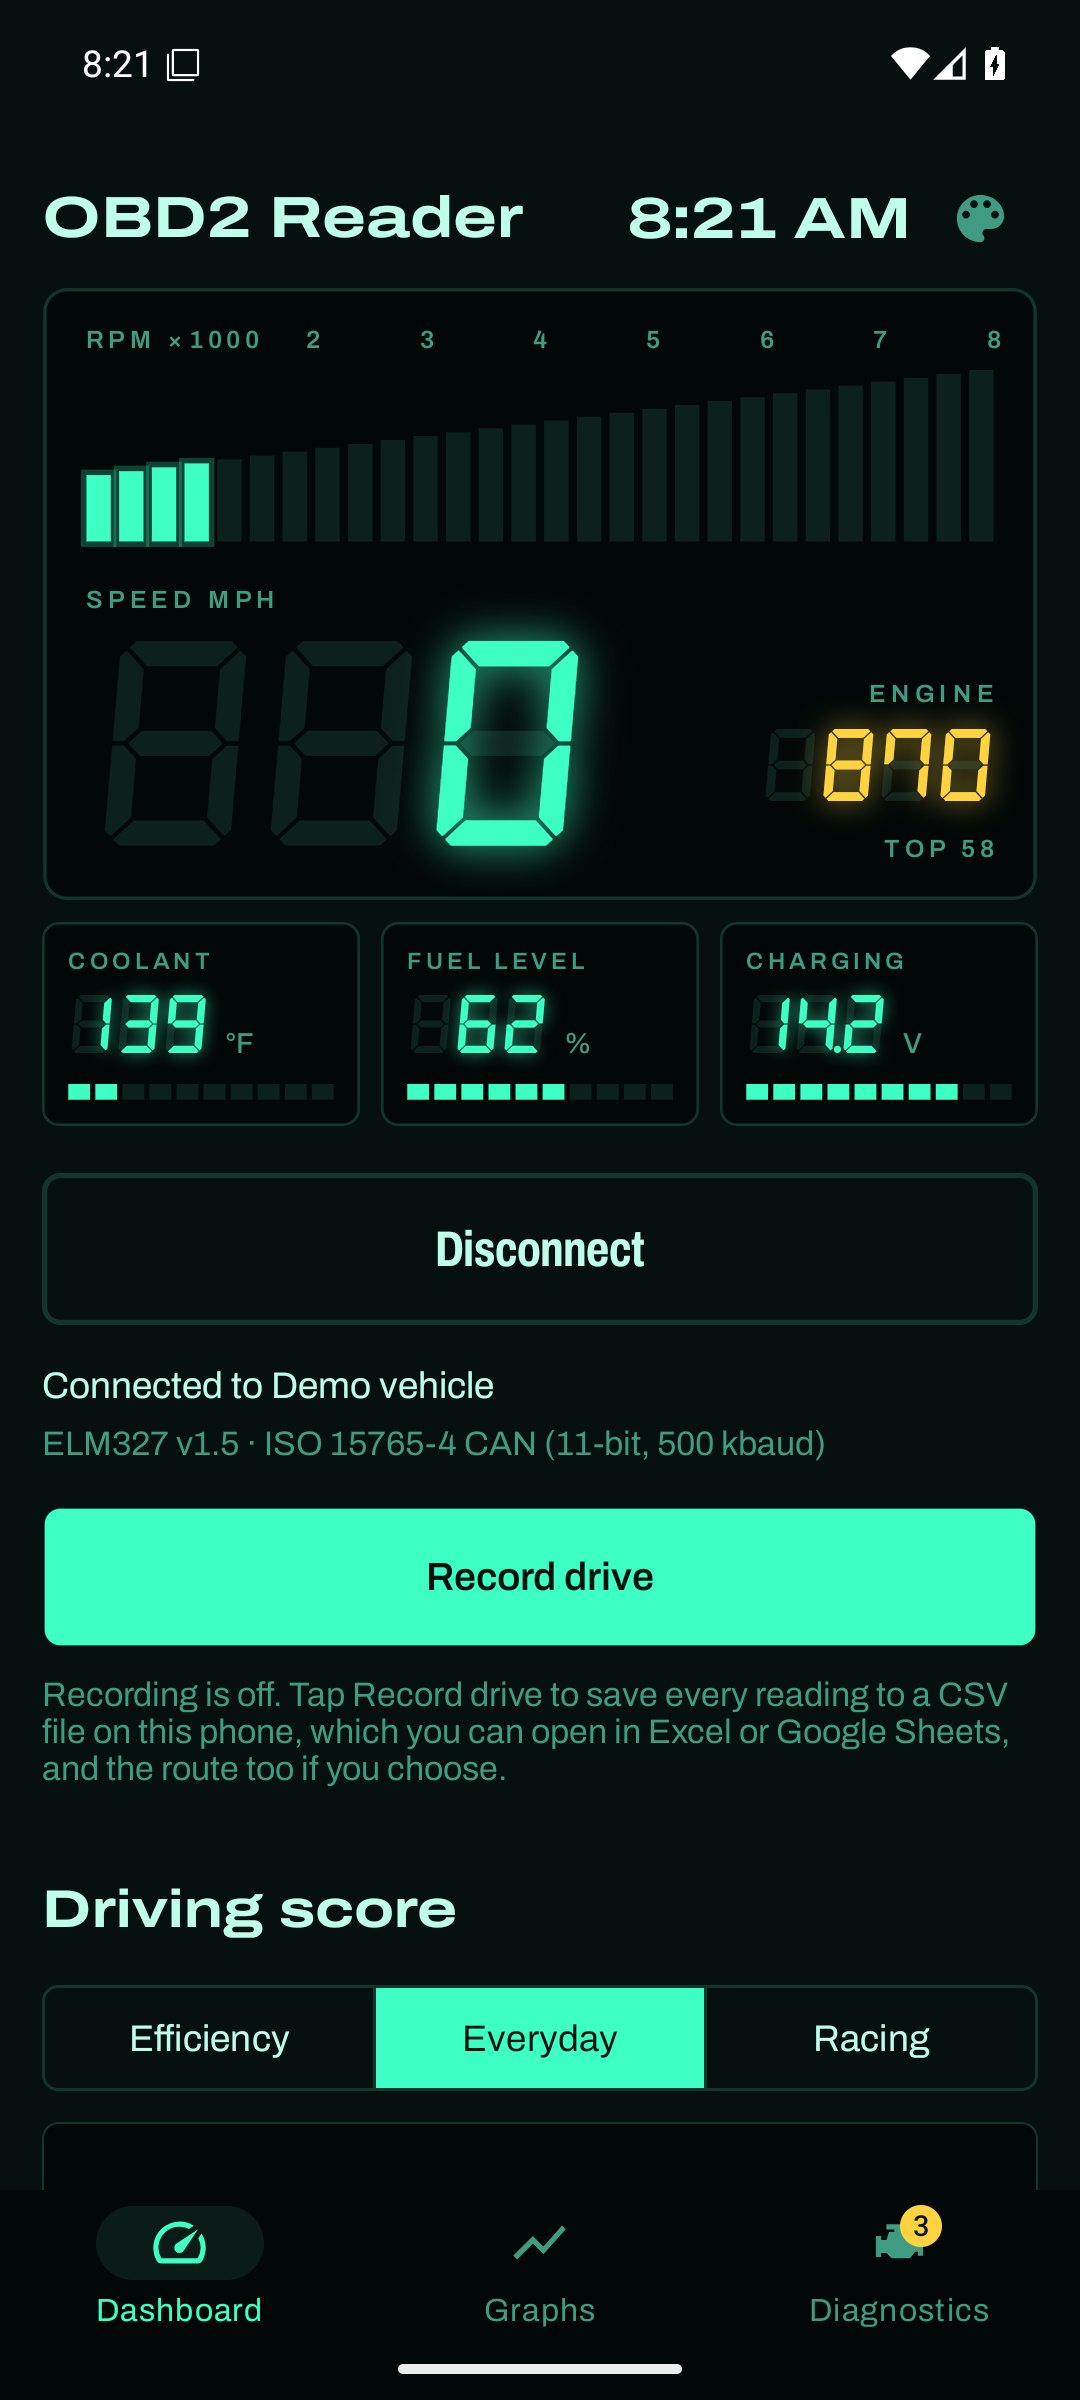 8:21
OBD2 Reader 8:21 AM
RPM ×1000 2 3 4 5 6 7 8
SPEED MPH
0
ENGINE
870
TOP 58
COOLANT
139 °F
FUEL LEVEL
62 %
CHARGING
14.2 V
Disconnect
Connected to Demo vehicle
ELM327 v1.5 · ISO 15765-4 CAN (11-bit, 500 kbaud)
Record drive
Recording is off. Tap Record drive to save every reading to a CSV
file on this phone, which you can open in Excel or Google Sheets,
and the route too if you choose.
Driving score
Efficiency Everyday Racing
3
Dashboard Graphs Diagnostics